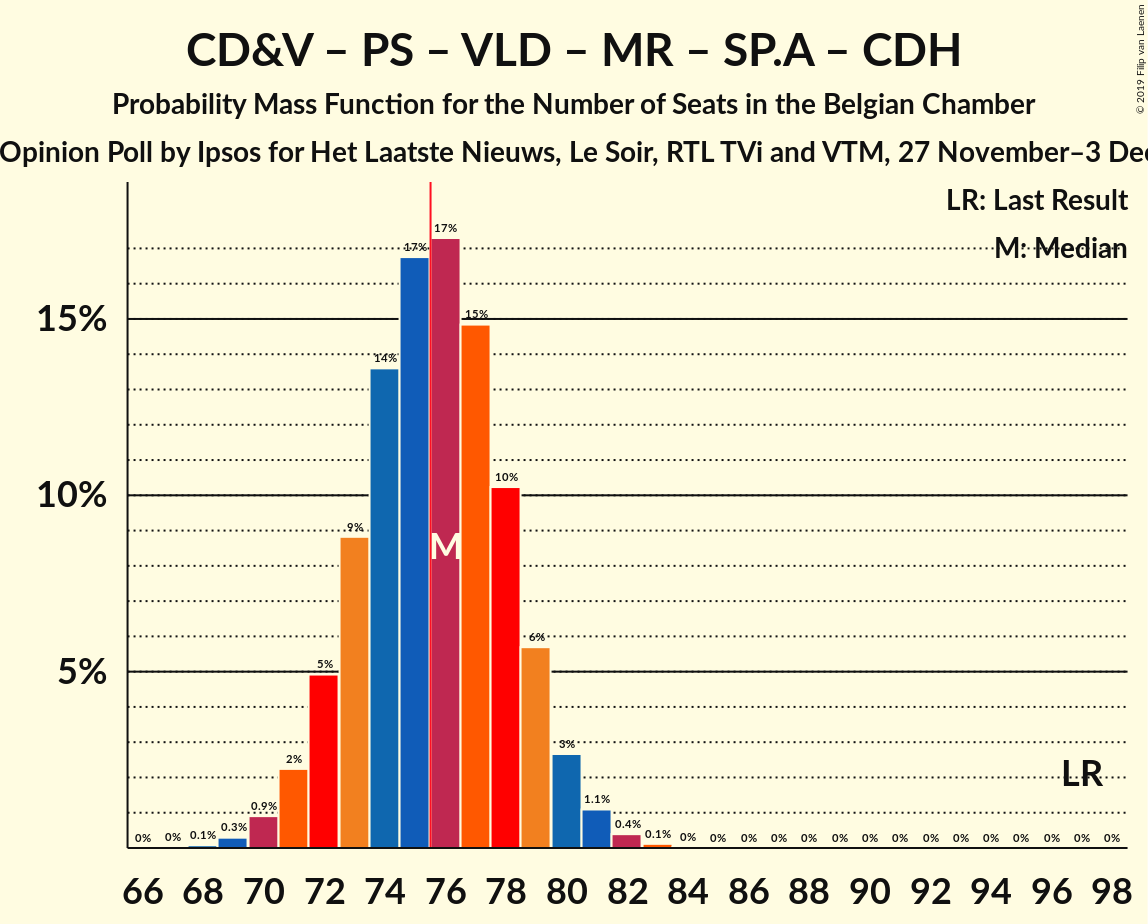 CD&V – PS – VLD – MR – SP.A – CDH
Probability Mass Function for the Number of Seats in the Belgian Chamber
Opinion Poll by Ipsos for Het Laatste Nieuws, Le Soir, RTL TVi and VTM, 27 November–3 Dec
© 2019 Filip van Laenen
LR: Last Result
M: Median
15%
10%
5%
0% 0% 0.1% 0.3% 0.9% 2% 5% 9% 14% 17% 17% 15% 10% 6% 3% 1.1% 0.4% 0.1% 0% 0% 0% 0% 0% 0% 0% 0% 0% 0% 0% 0% 0% 0% 0%
M
LR
66 68 70 72 74 76 78 80 82 84 86 88 90 92 94 96 98